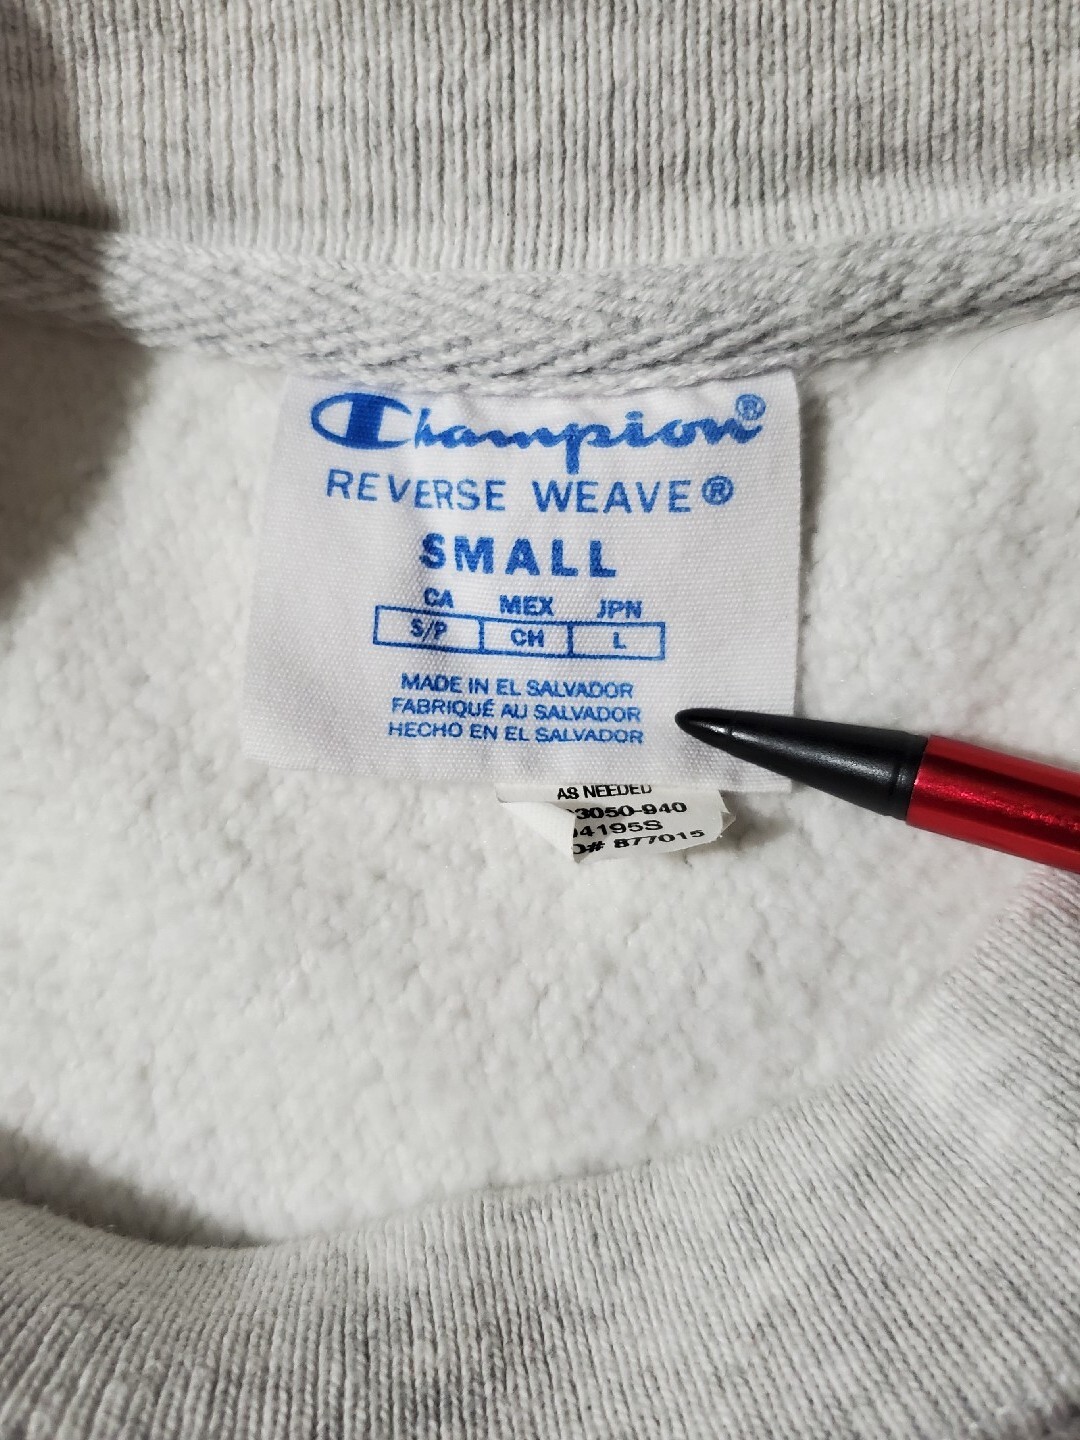 Champion®
REVERSE WEAVE®
SMALL
CA MEX JPN
S/P CH L
MADE IN EL SALVADOR
FABRIQUÉ AU SALVADOR
HECHO EN EL SALVADOR
AS NEEDED
3050-940
4195S
# 877015